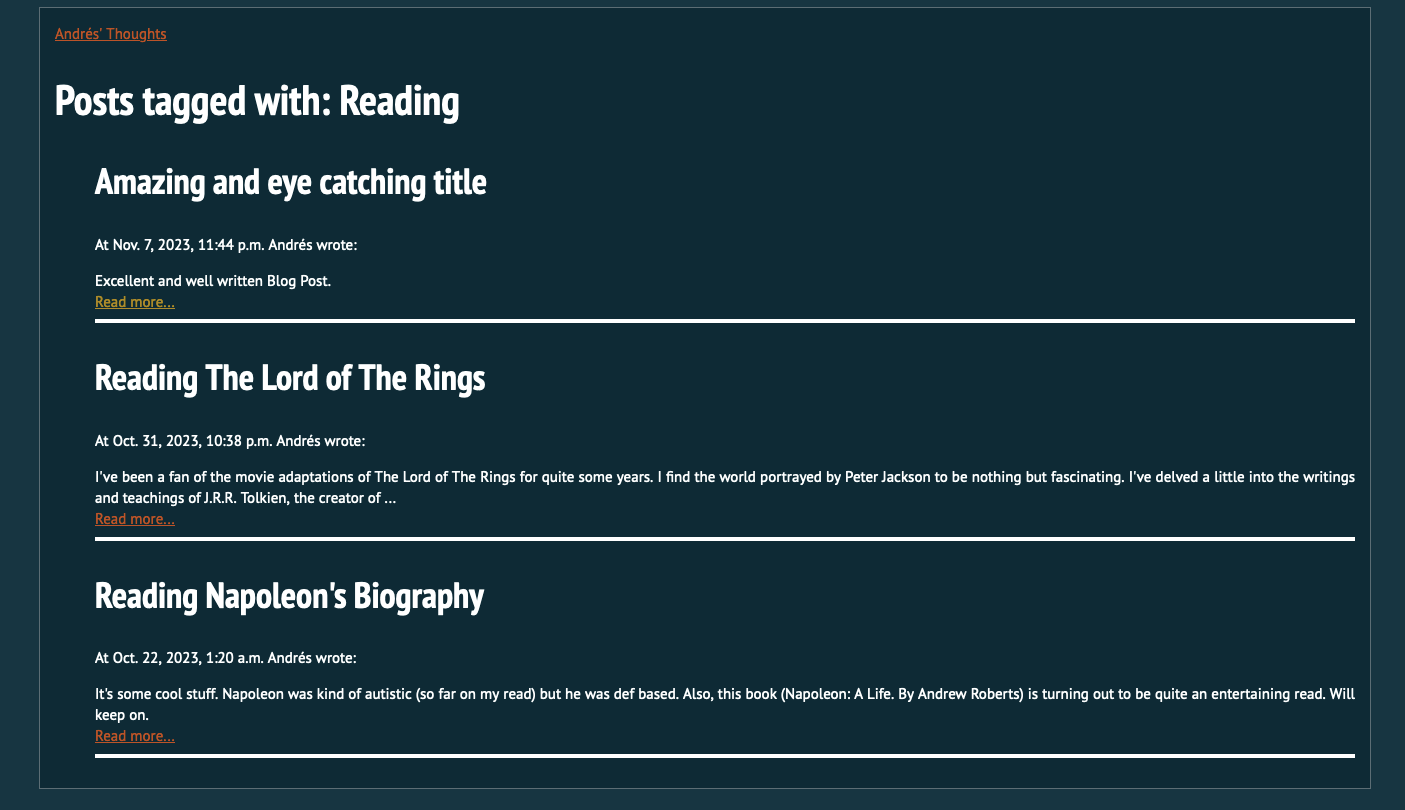 Andrés' Thoughts
Posts tagged with: Reading
Amazing and eye catching title
At Nov. 7, 2023, 11:44 p.m. Andrés wrote:
Excellent and well written Blog Post.
Read more...
Reading The Lord of The Rings
At Oct. 31, 2023, 10:38 p.m. Andrés wrote:
I've been a fan of the movie adaptations of The Lord of The Rings for quite some years. I find the world portrayed by Peter Jackson to be nothing but fascinating. I've delved a little into the writings
and teachings of J.R.R. Tolkien, the creator of ...
Read more...
Reading Napoleon's Biography
At Oct. 22, 2023, 1:20 a.m. Andrés wrote:
It's some cool stuff. Napoleon was kind of autistic (so far on my read) but he was def based. Also, this book (Napoleon: A Life. By Andrew Roberts) is turning out to be quite an entertaining read. Will
keep on.
Read more...